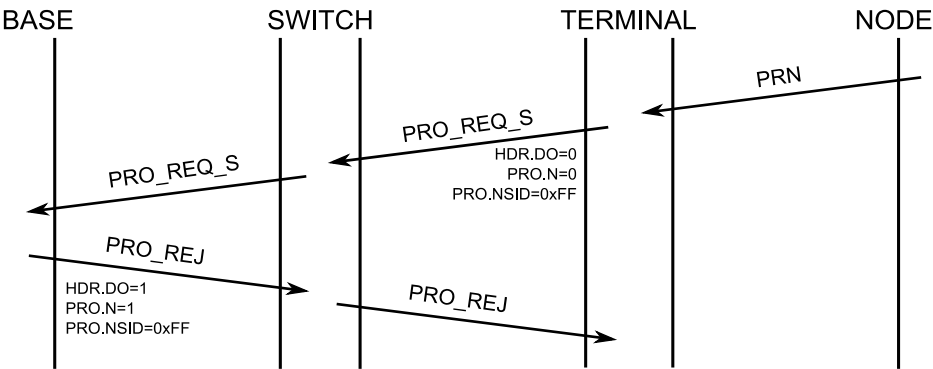 BASE
SWITCH
TERMINAL
NODE
PRN
PRO_REQ_S
HDR.DO=0
PRO.N=0
PRO.NSID=0xFF
PRO_REQ_S
PRO_REJ
HDR.DO=1
PRO.N=1
PRO.NSID=0xFF
PRO_REJ